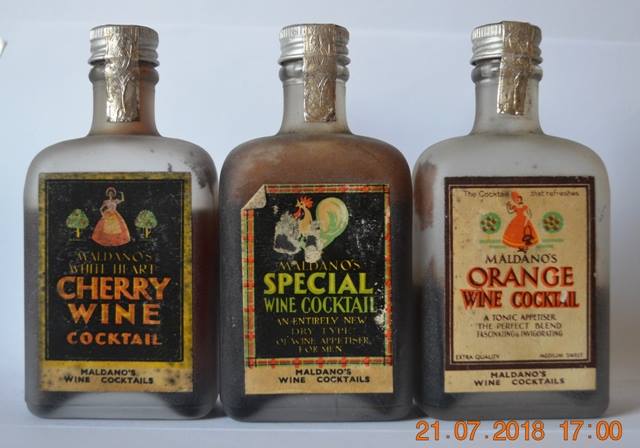 MALDANO'S
WHITE HEART
CHERRY
WINE
COCKTAIL
MALDANO'S
WINE COCKTAILS
MALDANO'S
SPECIAL
WINE COCKTAIL
AN ENTIRELY NEW
DRY TYPE
OF WINE APPETISER
FOR MEN
MALDANO'S
WINE COCKTAILS
The Cocktail that refreshes
MALDANO'S
ORANGE
WINE COCKTAIL
A TONIC APPETISER
THE PERFECT BLEND
FASCINATING & INVIGORATING
EXTRA QUALITY MEDIUM SWEET
MALDANO'S
WINE COCKTAILS
21.07.2018 17:00